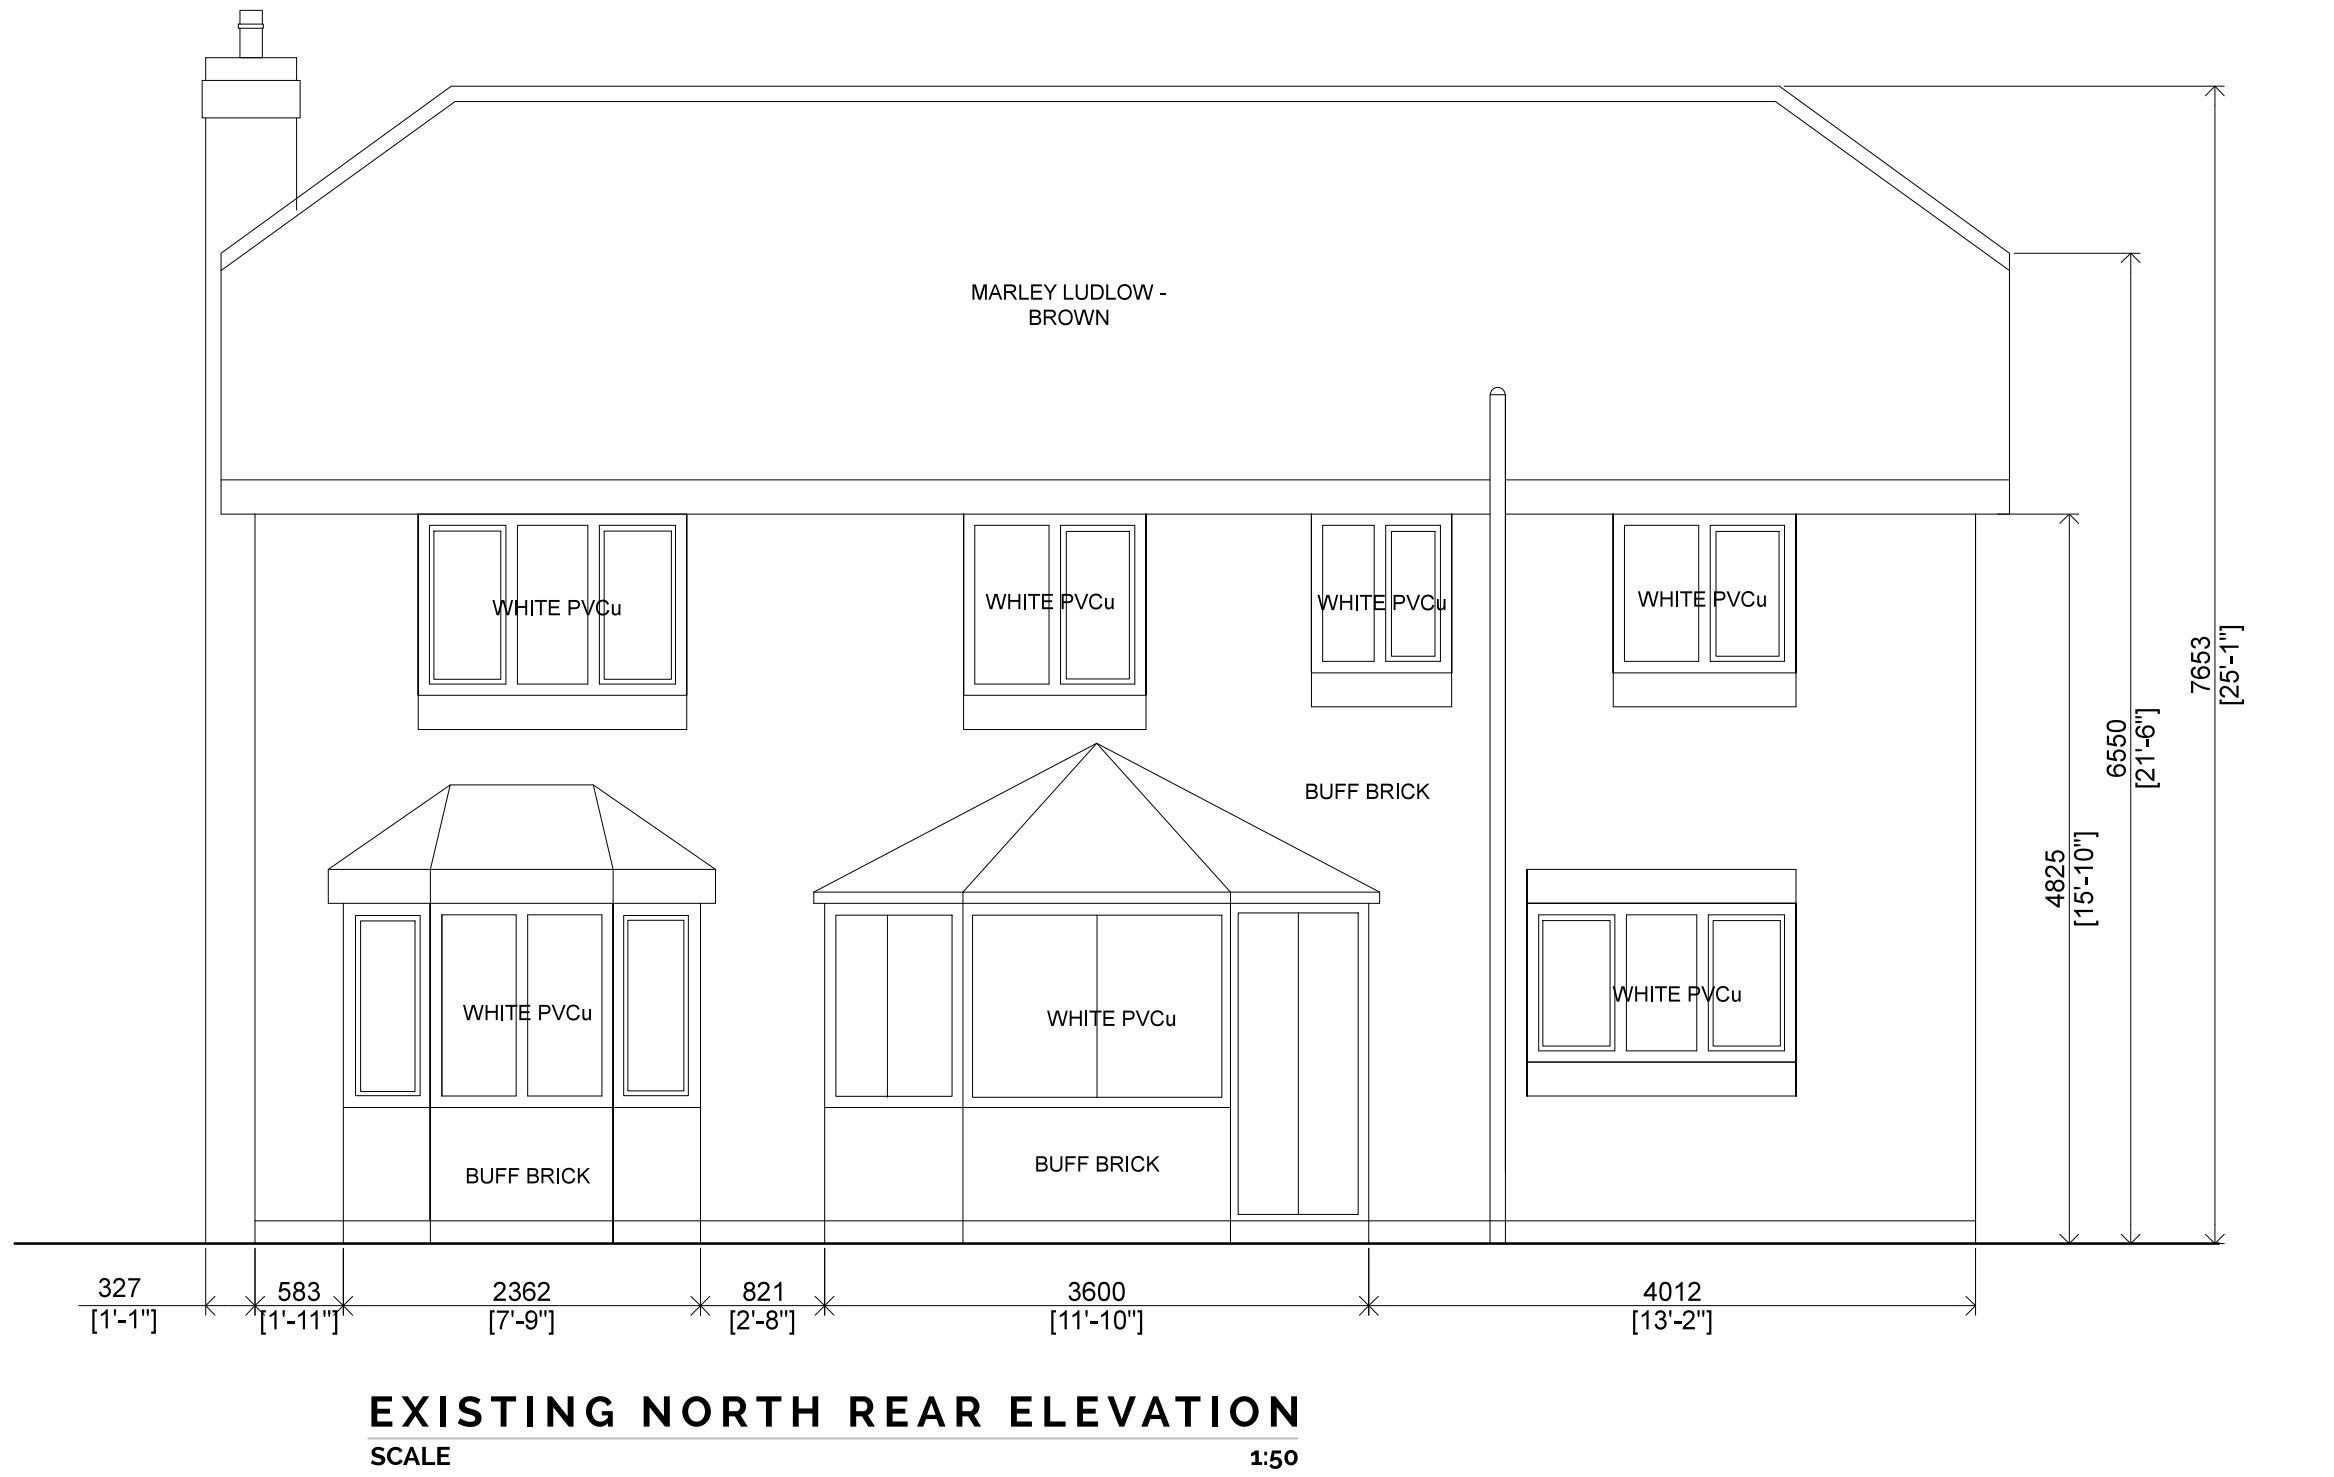 MARLEY LUDLOW -
BROWN
WHITE PVCu
WHITE PVCu
WHITE PVCu
WHITE PVCu
7653
[25'-1"]
6550
[21'-6"]
4825
[15'-10"]
BUFF BRICK
WHITE PVCu
WHITE PVCu
WHITE PVCu
BUFF BRICK
BUFF BRICK
327
[1'-1"]
583
[1'-11"]
2362
[7'-9"]
821
[2'-8"]
3600
[11'-10"]
4012
[13'-2"]
EXISTING NORTH REAR ELEVATION
SCALE 1:50